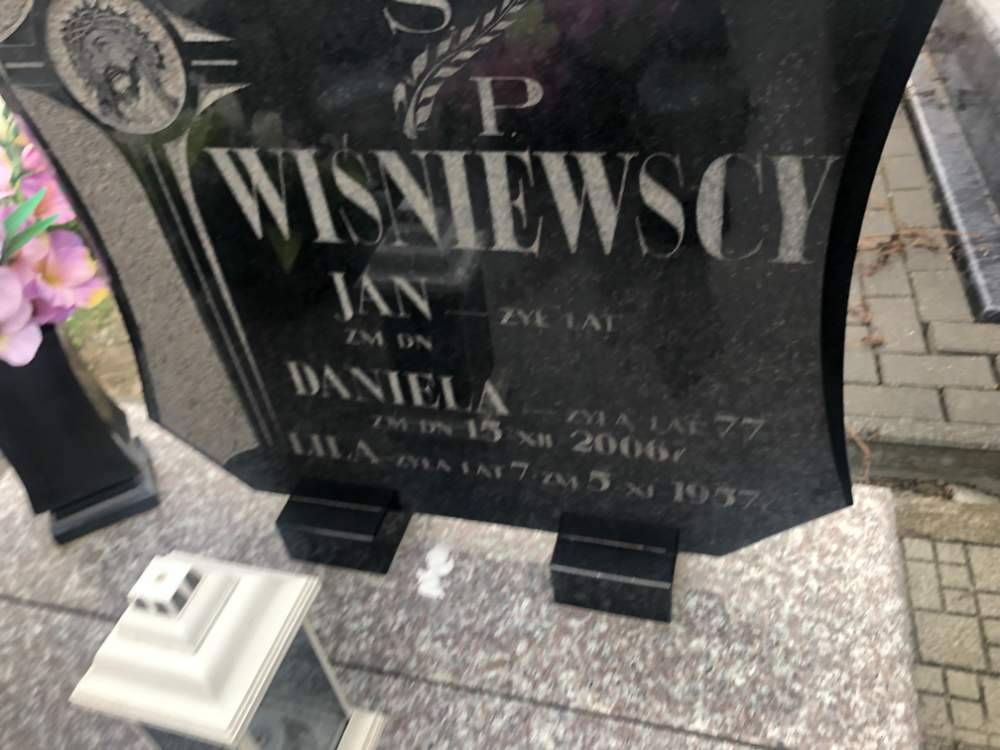 S
P
WIŚNIEWSCY
JAN — ŻYŁ LAT
ZM DN
DANIELA — ŻYŁA LAT 77
ZM DN 15 XII 2006r
LILA ŻYŁA LAT 7 ZM 5 XI 1957